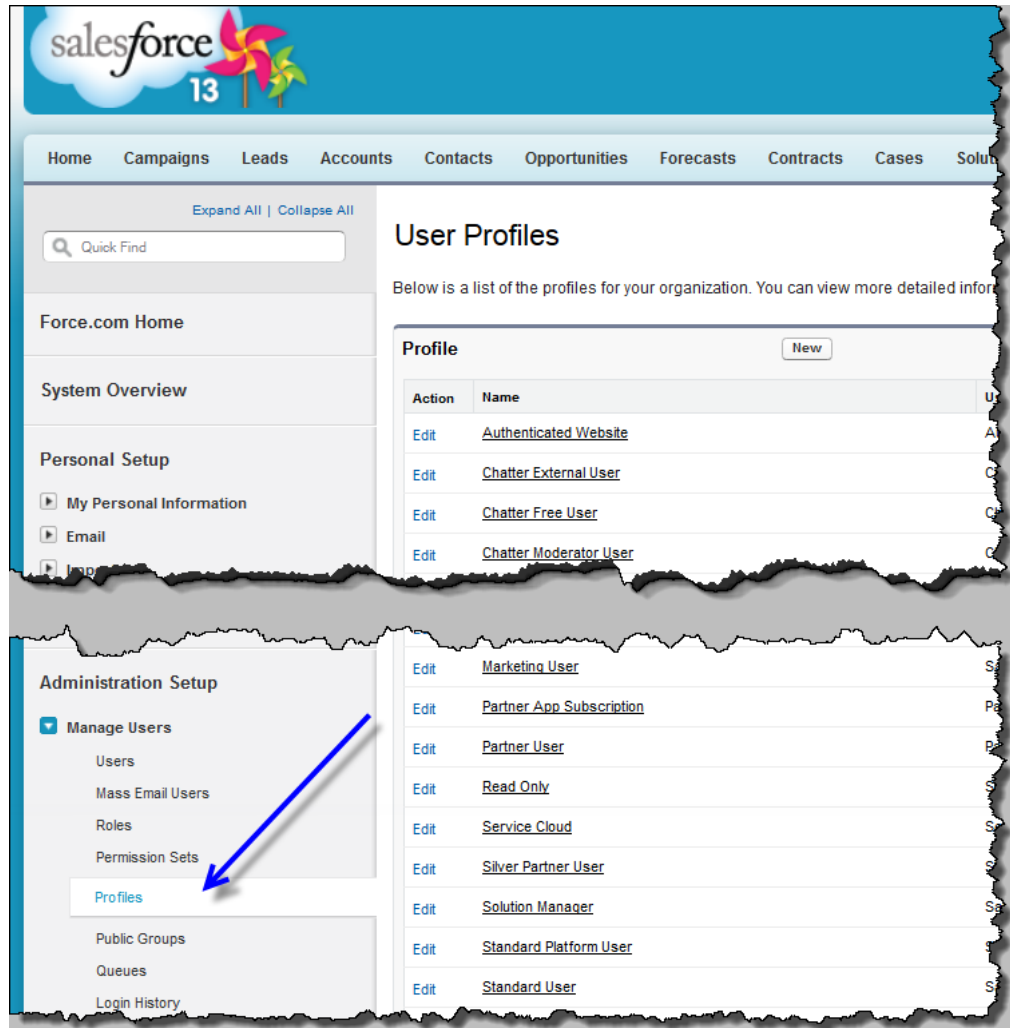 salesforce
13
Home Campaigns Leads Accounts Contacts Opportunities Forecasts Contracts Cases
Expand All | Collapse All
Quick Find
Force.com Home
System Overview
Personal Setup
My Personal Information
Email
User Profiles
Below is a list of the profiles for your organization. You can view more detailed
Profile New
Action Name
Edit Authenticated Website
Edit Chatter External User
Edit Chatter Free User
Edit Chatter Moderator User
Administration Setup
Manage Users
Users
Mass Email Users
Roles
Permission Sets
Profiles
Public Groups
Queues
Login History
Edit Marketing User
Edit Partner App Subscription
Edit Partner User
Edit Read Only
Edit Service Cloud
Edit Silver Partner User
Edit Solution Manager
Edit Standard Platform User
Edit Standard User